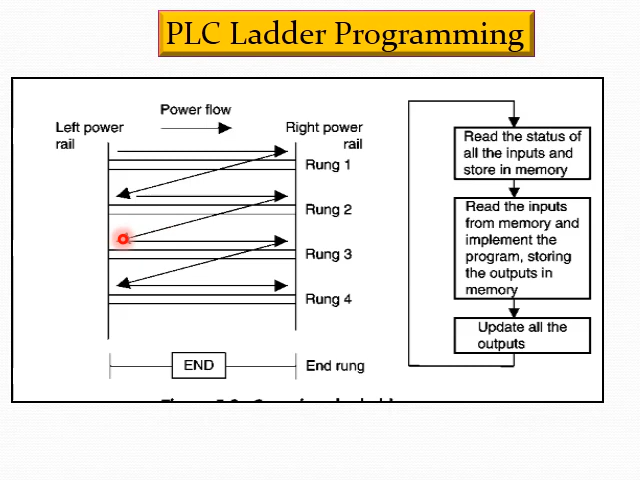 PLC Ladder Programming
Power flow
Left power
rail
Right power
rail
Rung 1
Rung 2
Rung 3
Rung 4
END
End rung
Read the status of
all the inputs and
store in memory
Read the inputs
from memory and
implement the
program, storing
the outputs in
memory
Update all the
outputs